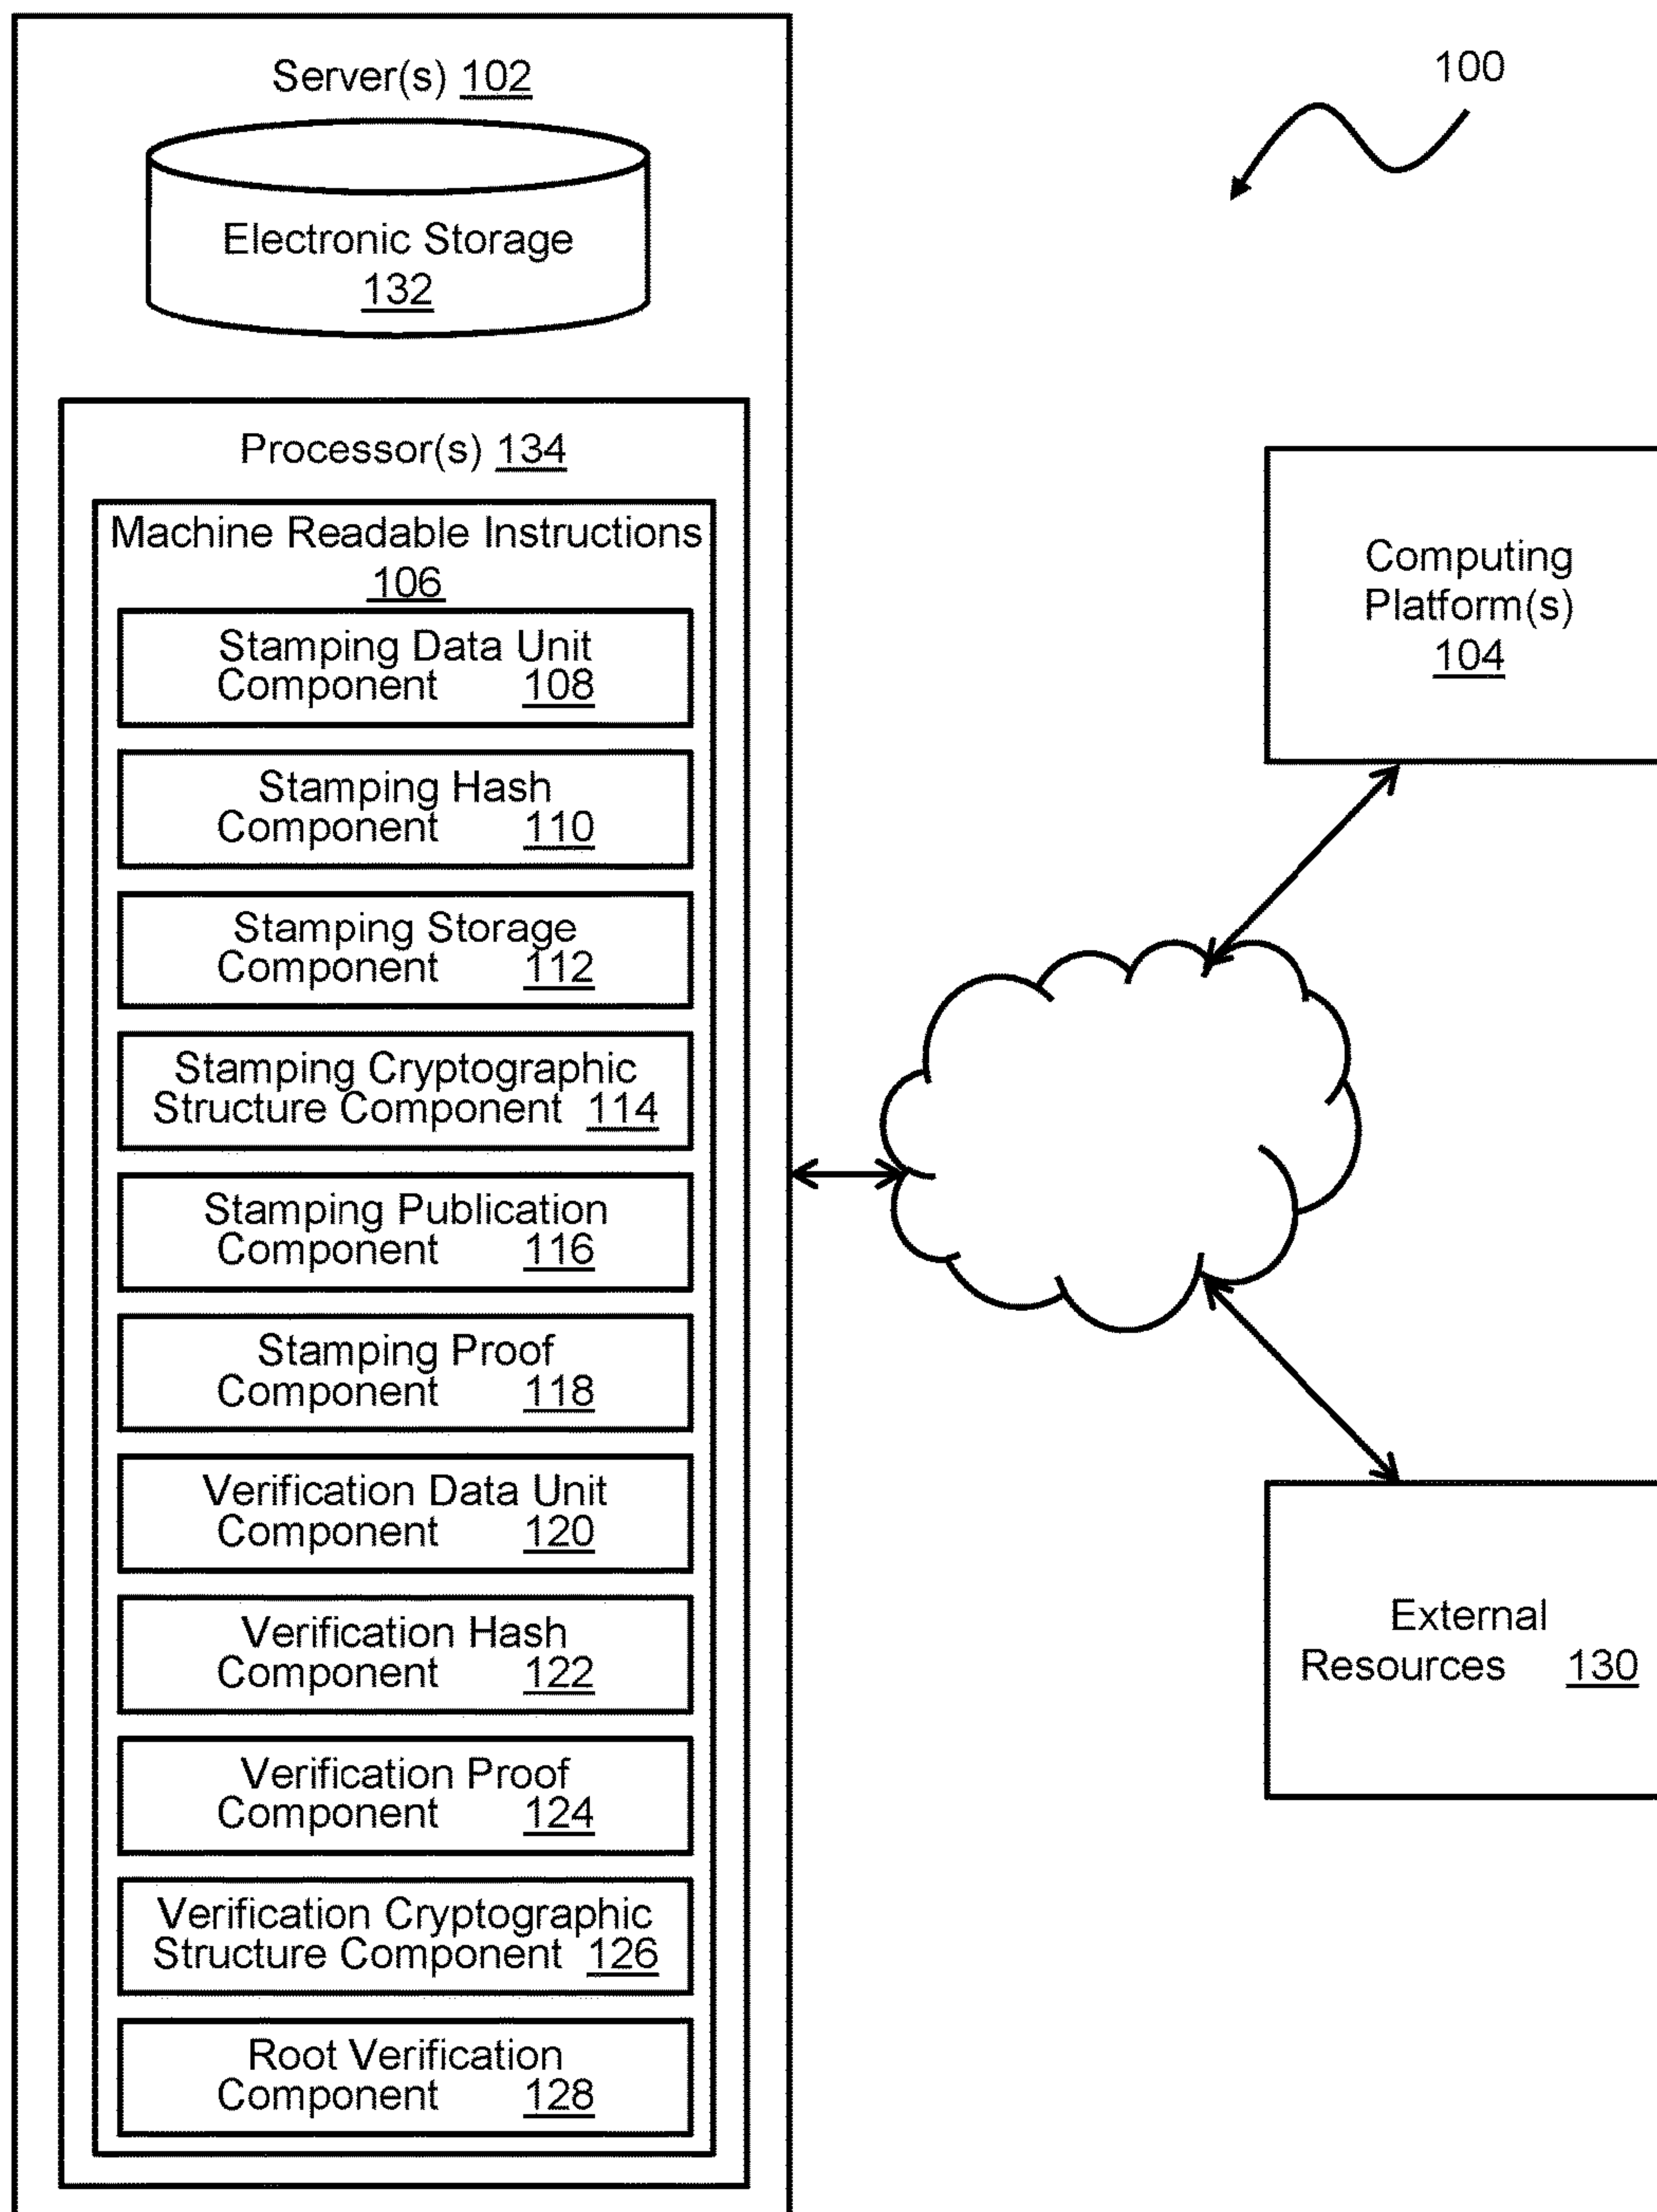 Server(s) 102
100
Electronic Storage
132
Processor(s) 134
Machine Readable Instructions
106
Stamping Data Unit
Component 108
Stamping Hash
Component 110
Stamping Storage
Component 112
Stamping Cryptographic
Structure Component 114
Stamping Publication
Component 116
Stamping Proof
Component 118
Verification Data Unit
Component 120
Verification Hash
Component 122
Verification Proof
Component 124
Verification Cryptographic
Structure Component 126
Root Verification
Component 128
Computing
Platform(s)
104
External
Resources 130